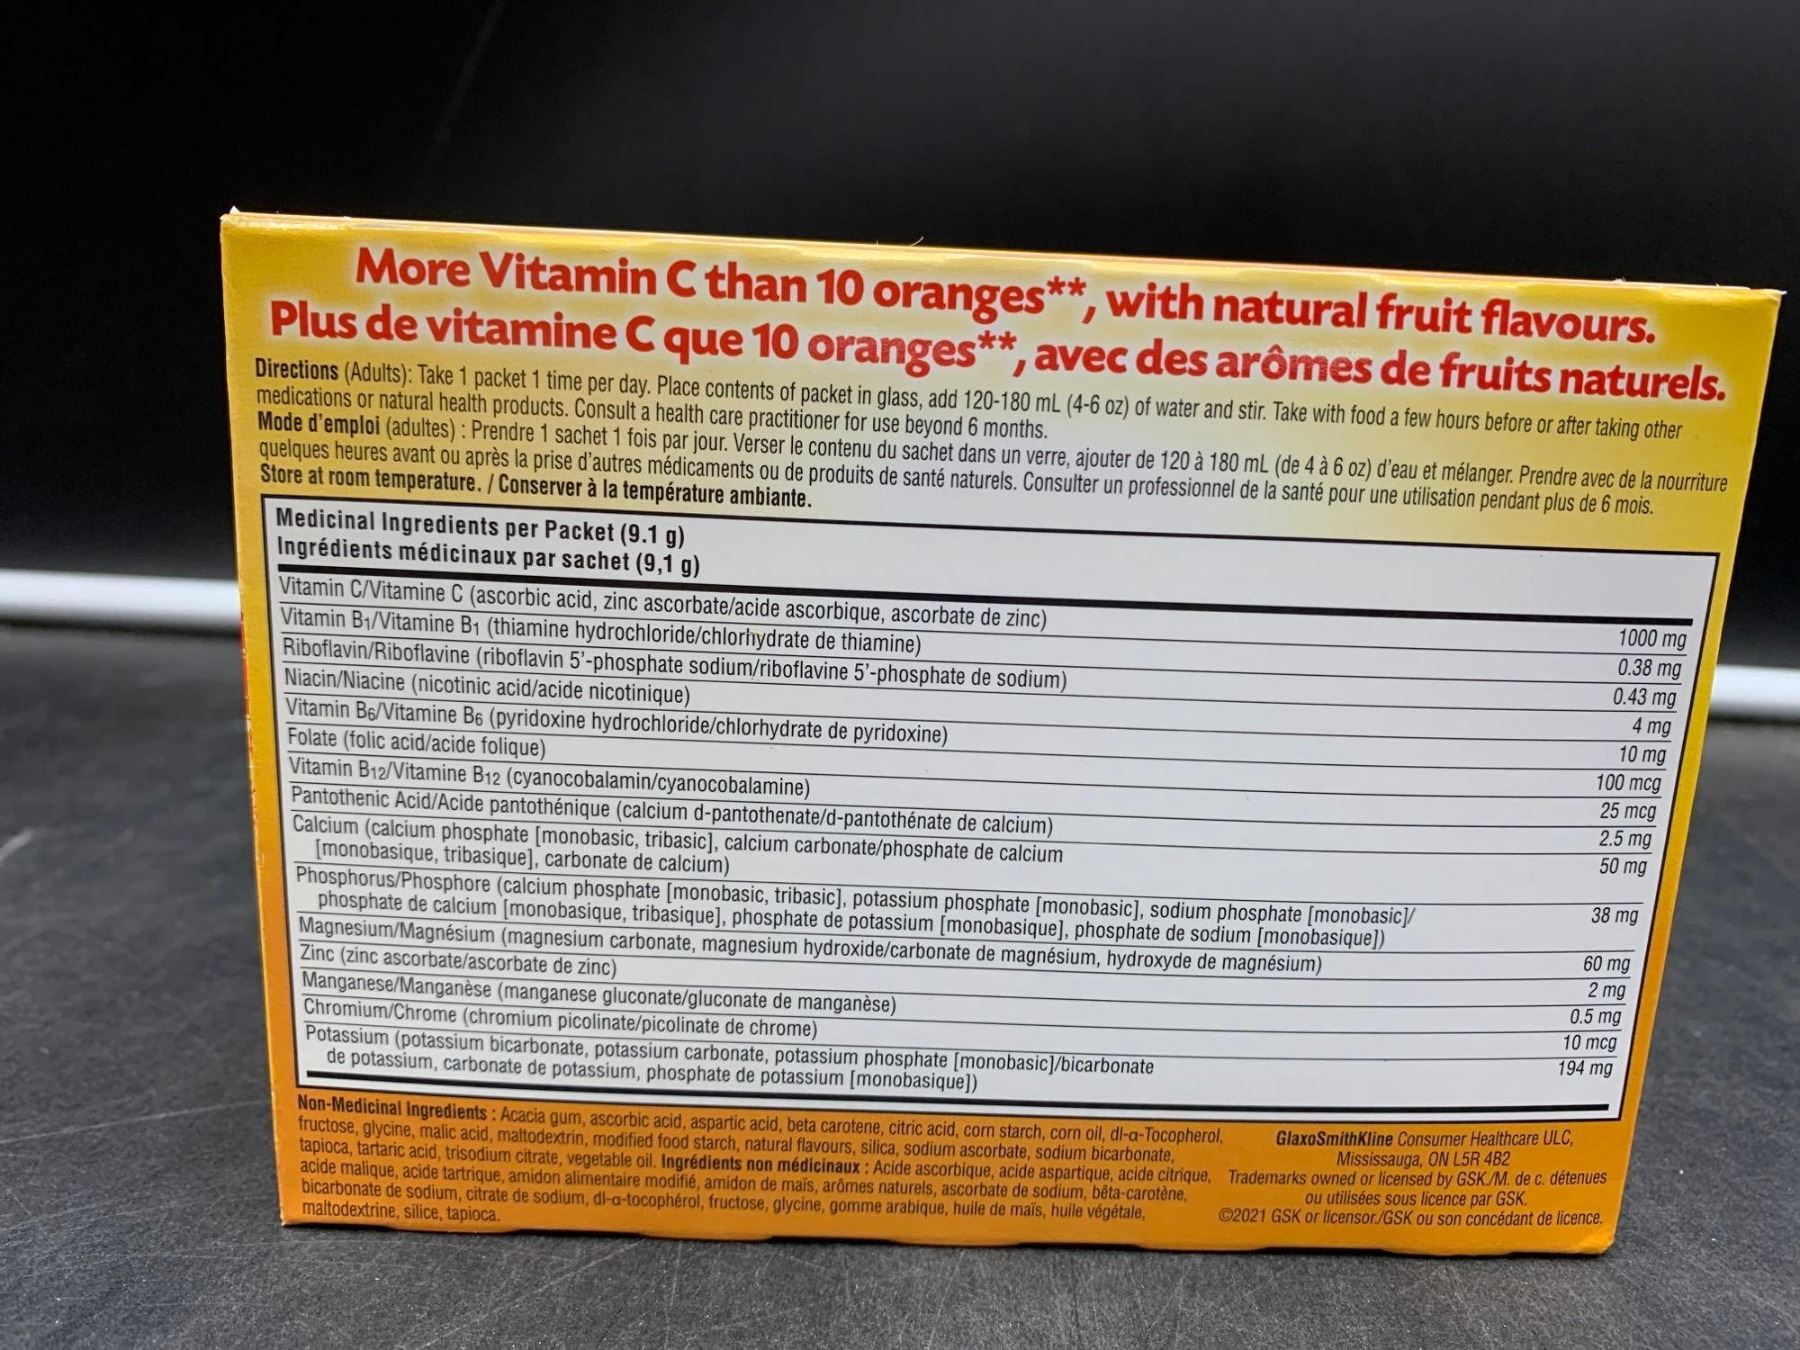 More Vitamin C than 10 oranges**, with natural fruit flavours.
Plus de vitamine C que 10 oranges**, avec des arômes de fruits naturels.
Directions (Adults): Take 1 packet 1 time per day. Place contents of packet in glass, add 120-180 mL (4-6 oz) of water and stir. Take with food a few hours before or after taking other
medications or natural health products. Consult a health care practitioner for use beyond 6 months.
Mode d'emploi (adultes) : Prendre 1 sachet 1 fois par jour. Verser le contenu du sachet dans un verre, ajouter de 120 à 180 mL (de 4 à 6 oz) d'eau et mélanger. Prendre avec de la nourriture
quelques heures avant ou après la prise d'autres médicaments ou de produits de santé naturels. Consulter un professionnel de la santé pour une utilisation pendant plus de 6 mois.
Store at room temperature. / Conserver à la température ambiante.
Medicinal Ingredients per Packet (9.1 g)
Ingrédients médicinaux par sachet (9,1 g)
Vitamin C/Vitamine C (ascorbic acid, zinc ascorbate/acide ascorbique, ascorbate de zinc) 1000 mg
Vitamin B1/Vitamine B1 (thiamine hydrochloride/chlorhydrate de thiamine) 0.38 mg
Riboflavin/Riboflavine (riboflavin 5'-phosphate sodium/riboflavine 5'-phosphate de sodium) 0.43 mg
Niacin/Niacine (nicotinic acid/acide nicotinique) 4 mg
Vitamin B6/Vitamine B6 (pyridoxine hydrochloride/chlorhydrate de pyridoxine) 10 mg
Folate (folic acid/acide folique) 100 mcg
Vitamin B12/Vitamine B12 (cyanocobalamin/cyanocobalamine) 25 mcg
Pantothenic Acid/Acide pantothénique (calcium d-pantothenate/d-pantothénate de calcium) 2.5 mg
Calcium (calcium phosphate [monobasic, tribasic], calcium carbonate/phosphate de calcium 50 mg
[monobasique, tribasique], carbonate de calcium)
Phosphorus/Phosphore (calcium phosphate [monobasic, tribasic], potassium phosphate [monobasic], sodium phosphate [monobasic]/ 38 mg
phosphate de calcium [monobasique, tribasique], phosphate de potassium [monobasique], phosphate de sodium [monobasique])
Magnesium/Magnésium (magnesium carbonate, magnesium hydroxide/carbonate de magnésium, hydroxyde de magnésium) 60 mg
Zinc (zinc ascorbate/ascorbate de zinc) 2 mg
Manganese/Manganèse (manganese gluconate/gluconate de manganèse) 0.5 mg
Chromium/Chrome (chromium picolinate/picolinate de chrome) 10 mcg
Potassium (potassium bicarbonate, potassium carbonate, potassium phosphate [monobasic]/bicarbonate 194 mg
de potassium, carbonate de potassium, phosphate de potassium [monobasique])
Non-Medicinal Ingredients : Acacia gum, ascorbic acid, aspartic acid, beta carotene, citric acid, corn starch, corn oil, dl-α-Tocopherol,
fructose, glycine, malic acid, maltodextrin, modified food starch, natural flavours, silica, sodium ascorbate, sodium bicarbonate,
tapioca, tartaric acid, trisodium citrate, vegetable oil. Ingrédients non médicinaux : Acide ascorbique, acide aspartique, acide citrique,
acide malique, acide tartrique, amidon alimentaire modifié, amidon de maïs, arômes naturels, ascorbate de sodium, bêta-carotène,
bicarbonate de sodium, citrate de sodium, dl-α-tocophérol, fructose, glycine, gomme arabique, huile de maïs, huile végétale,
maltodextrine, silice, tapioca.
GlaxoSmithKline Consumer Healthcare ULC,
Mississauga, ON L5R 4B2
Trademarks owned or licensed by GSK./M. de c. détenues
ou utilisées sous licence par GSK.
©2021 GSK or licensor./GSK ou son concédant de licence.